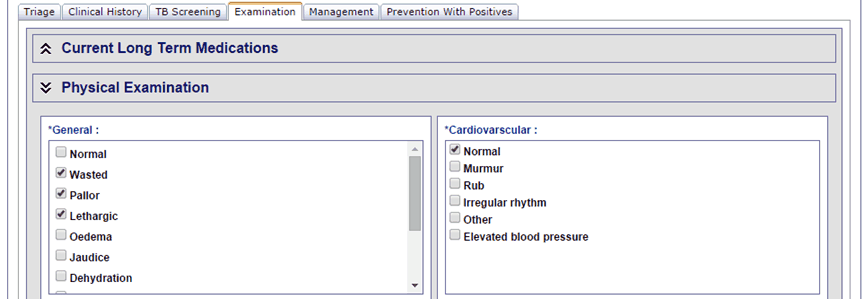 Triage Clinical History TB Screening Examination Management Prevention With Positives
Current Long Term Medications
Physical Examination
*General :
Normal
Wasted
Pallor
Lethargic
Oedema
Jaudice
Dehydration
*Cardiovarscular :
Normal
Murmur
Rub
Irregular rhythm
Other
Elevated blood pressure